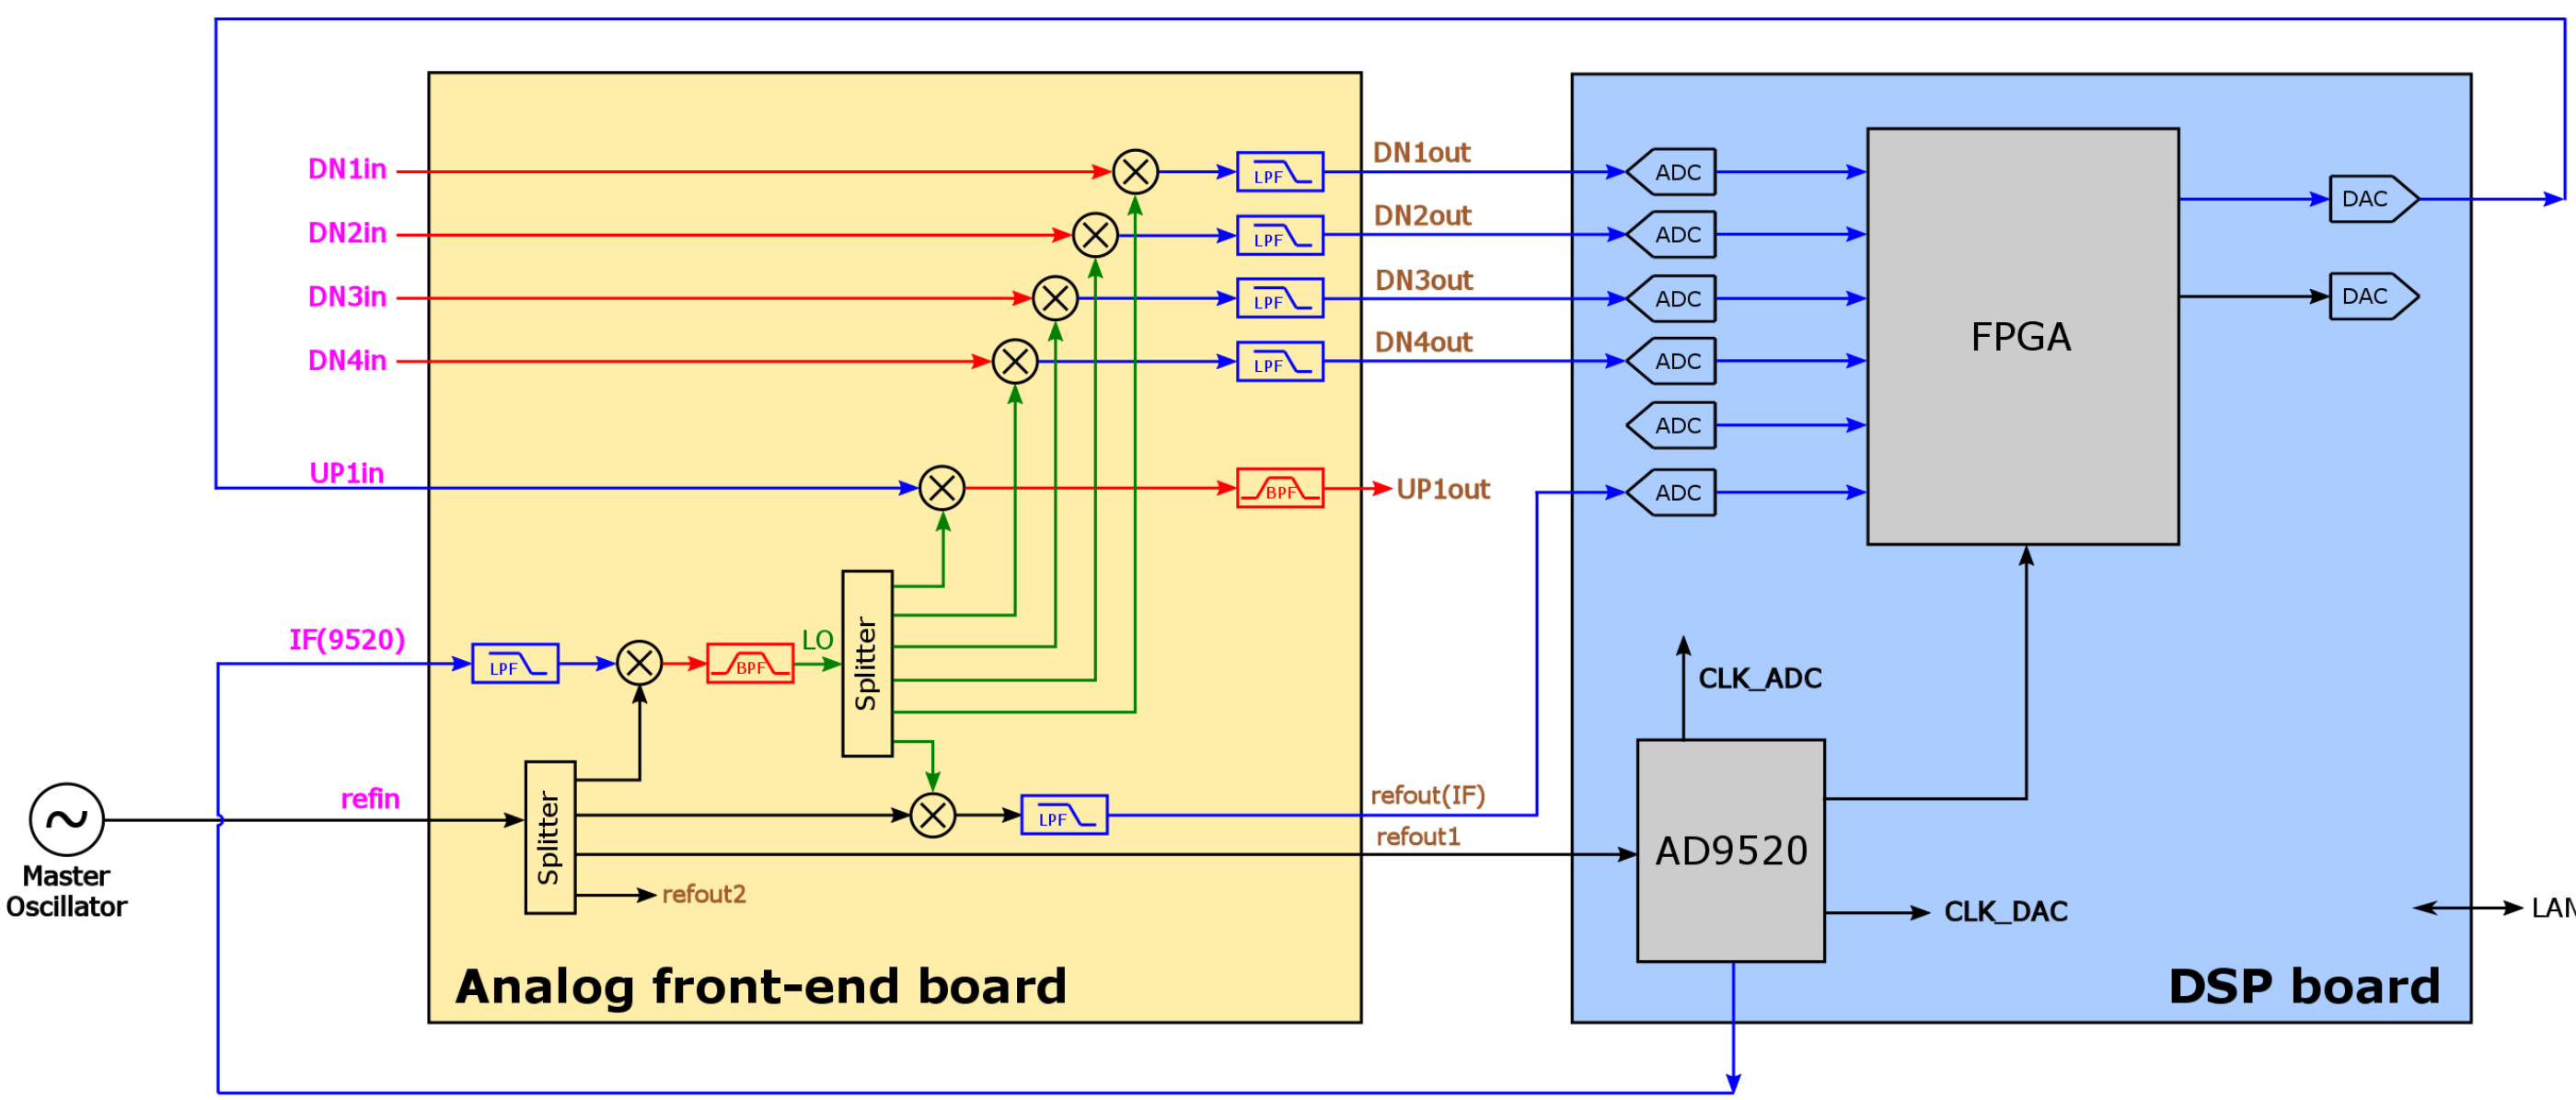 DN1in
LPF
DN1out
ADC
DAC
DN2in
LPF
DN2out
ADC
DN3in
LPF
DN3out
ADC
DAC
FPGA
DN4in
LPF
DN4out
ADC
ADC
UP1in
BPF
UP1out
ADC
IF(9520)
LPF
BPF
LO
Splitter
CLK_ADC
refin
Splitter
LPF
refout(IF)
refout1
refout2
AD9520
CLK_DAC
LAN
Master
Oscillator
Analog front-end board
DSP board